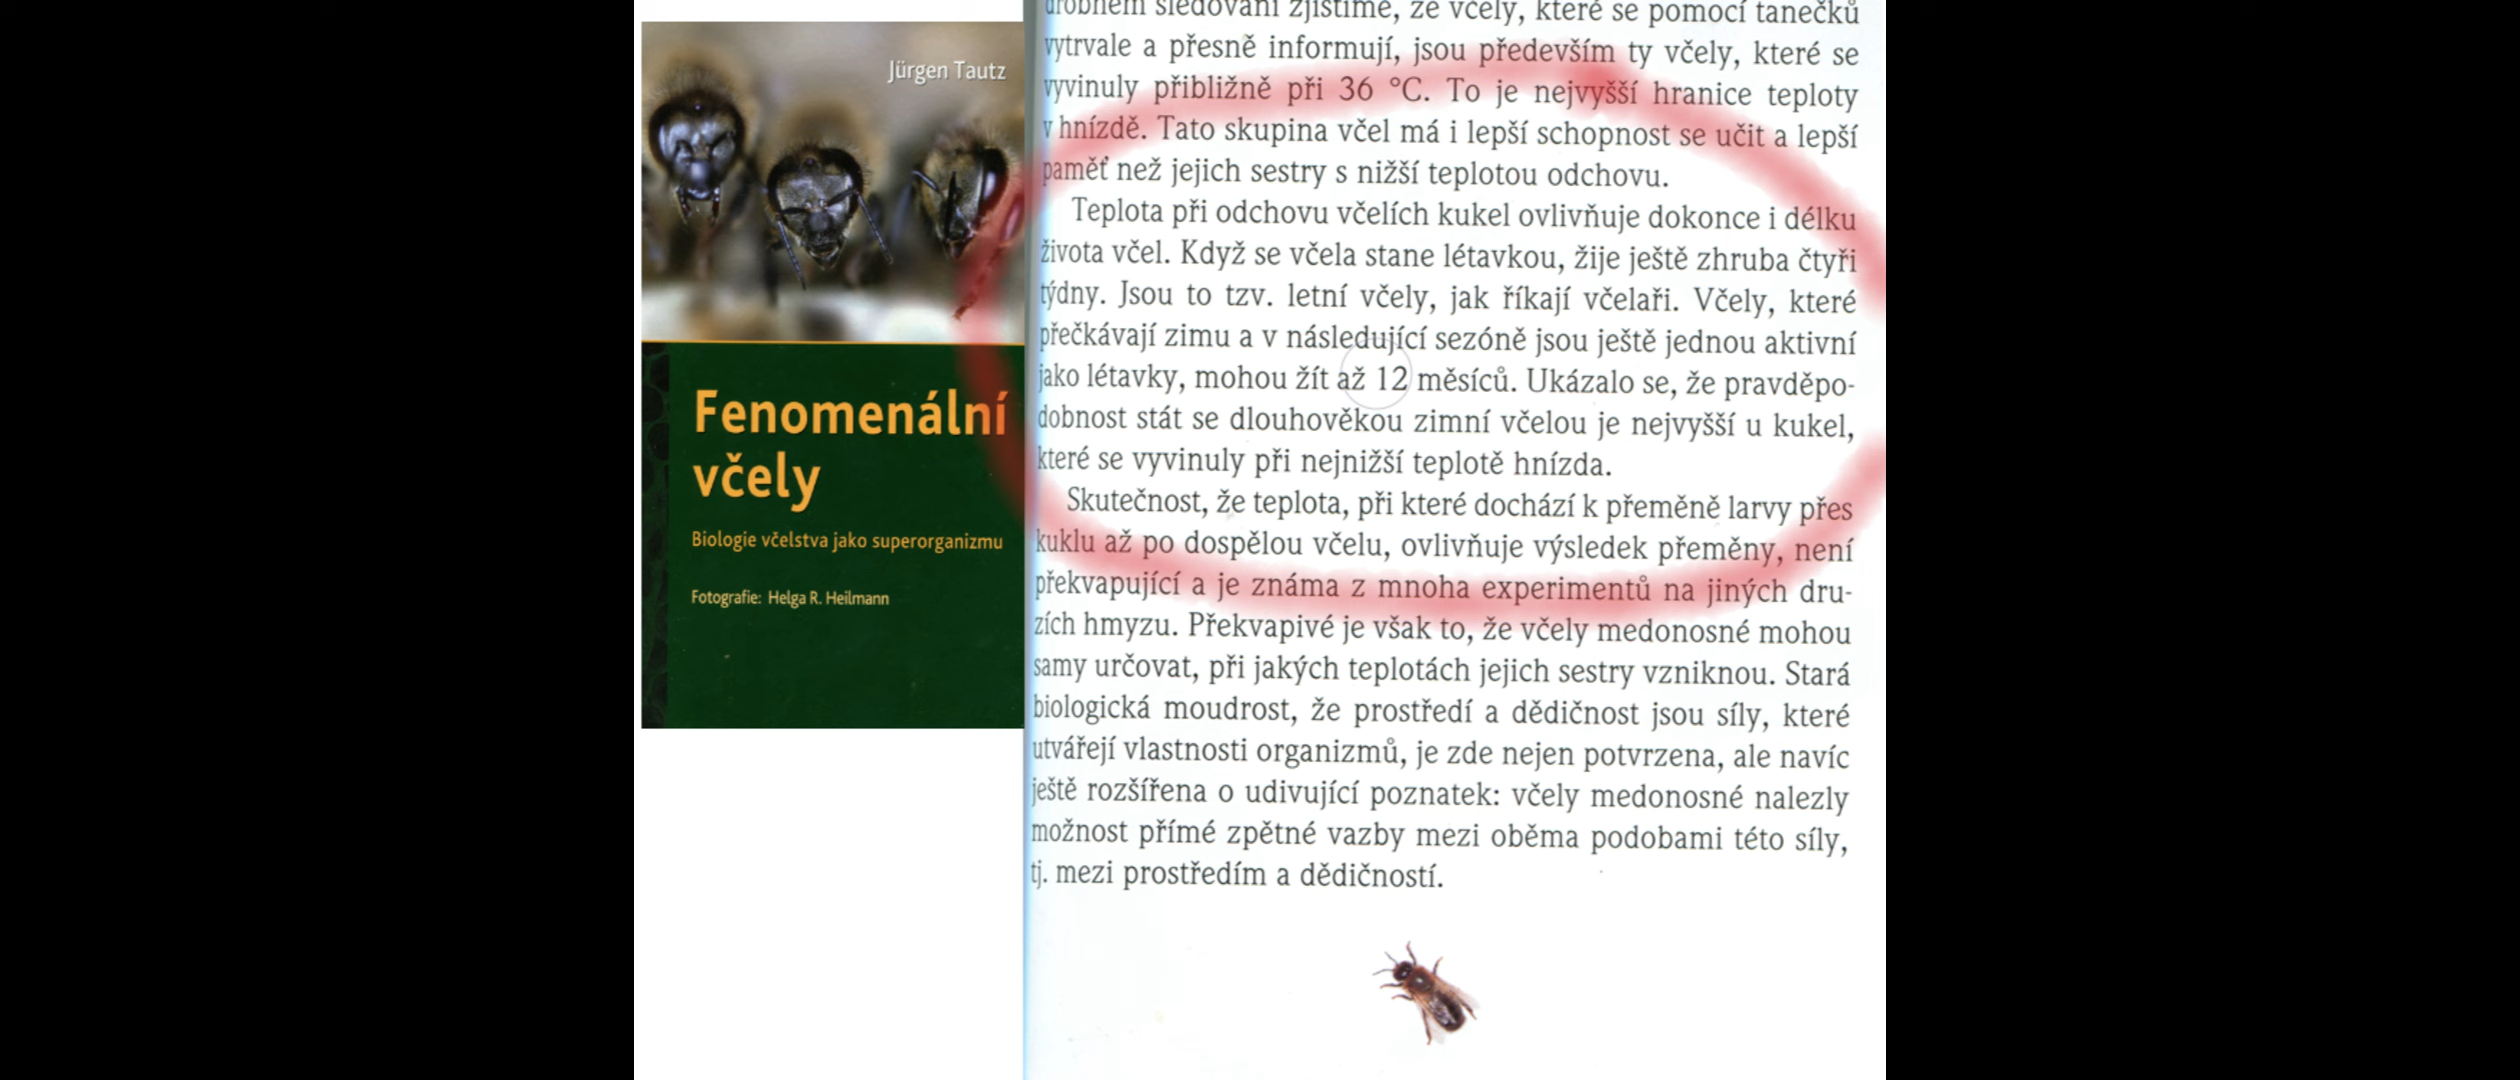 Jürgen Tautz
Fenomenální
včely
Biologie včelstva jako superorganizmu
Fotografie: Helga R. Heilmann
drobném sledování zjistíme, že včely, které se pomocí tanečků
vytrvale a přesně informují, jsou především ty včely, které se
vyvinuly přibližně při 36 °C. To je nejvyšší hranice teploty
v hnízdě. Tato skupina včel má i lepší schopnost se učit a lepší
paměť než jejich sestry s nižší teplotou odchovu.
Teplota při odchovu včelích kukel ovlivňuje dokonce i délku
života včel. Když se včela stane létavkou, žije ještě zhruba čtyři
týdny. Jsou to tzv. letní včely, jak říkají včelaři. Včely, které
přečkávají zimu a v následující sezóně jsou ještě jednou aktivní
jako létavky, mohou žít až 12 měsíců. Ukázalo se, že pravděpo-
dobnost stát se dlouhověkou zimní včelou je nejvyšší u kukel,
které se vyvinuly při nejnižší teplotě hnízda.
Skutečnost, že teplota, při které dochází k přeměně larvy přes
kuklu až po dospělou včelu, ovlivňuje výsledek přeměny, není
překvapující a je známa z mnoha experimentů na jiných dru-
zích hmyzu. Překvapivé je však to, že včely medonosné mohou
samy určovat, při jakých teplotách jejich sestry vzniknou. Stará
biologická moudrost, že prostředí a dědičnost jsou síly, které
utvářejí vlastnosti organizmů, je zde nejen potvrzena, ale navíc
ještě rozšířena o udivující poznatek: včely medonosné nalezly
možnost přímé zpětné vazby mezi oběma podobami této síly,
tj. mezi prostředím a dědičností.